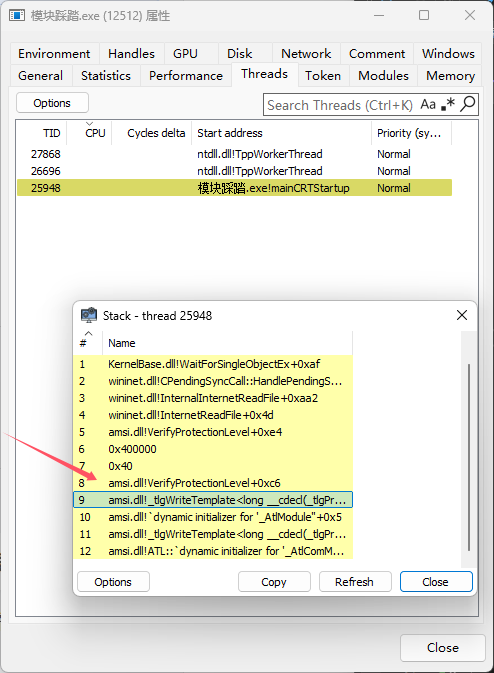 模块踩踏.exe (12512) 属性
Environment Handles GPU Disk Network Comment Windows
General Statistics Performance Threads Token Modules Memory
Options Search Threads (Ctrl+K) Aa .*
TID CPU Cycles delta Start address Priority (sy...
27868 ntdll.dll!TppWorkerThread Normal
26696 ntdll.dll!TppWorkerThread Normal
25948 模块踩踏.exe!mainCRTStartup Normal
Stack - thread 25948
# Name
1 KernelBase.dll!WaitForSingleObjectEx+0xaf
2 wininet.dll!CPendingSyncCall::HandlePendingS...
3 wininet.dll!InternalInternetReadFile+0xaa2
4 wininet.dll!InternetReadFile+0x4d
5 amsi.dll!VerifyProtectionLevel+0xe4
6 0x400000
7 0x40
8 amsi.dll!VerifyProtectionLevel+0xc6
9 amsi.dll!_tlgWriteTemplate<long __cdecl(_tlgPr...
10 amsi.dll!`dynamic initializer for '_AtlModule''+0x5
11 amsi.dll!_tlgWriteTemplate<long __cdecl(_tlgPr...
12 amsi.dll!ATL::`dynamic initializer for '_AtlComM...
Options Copy Refresh Close
Close